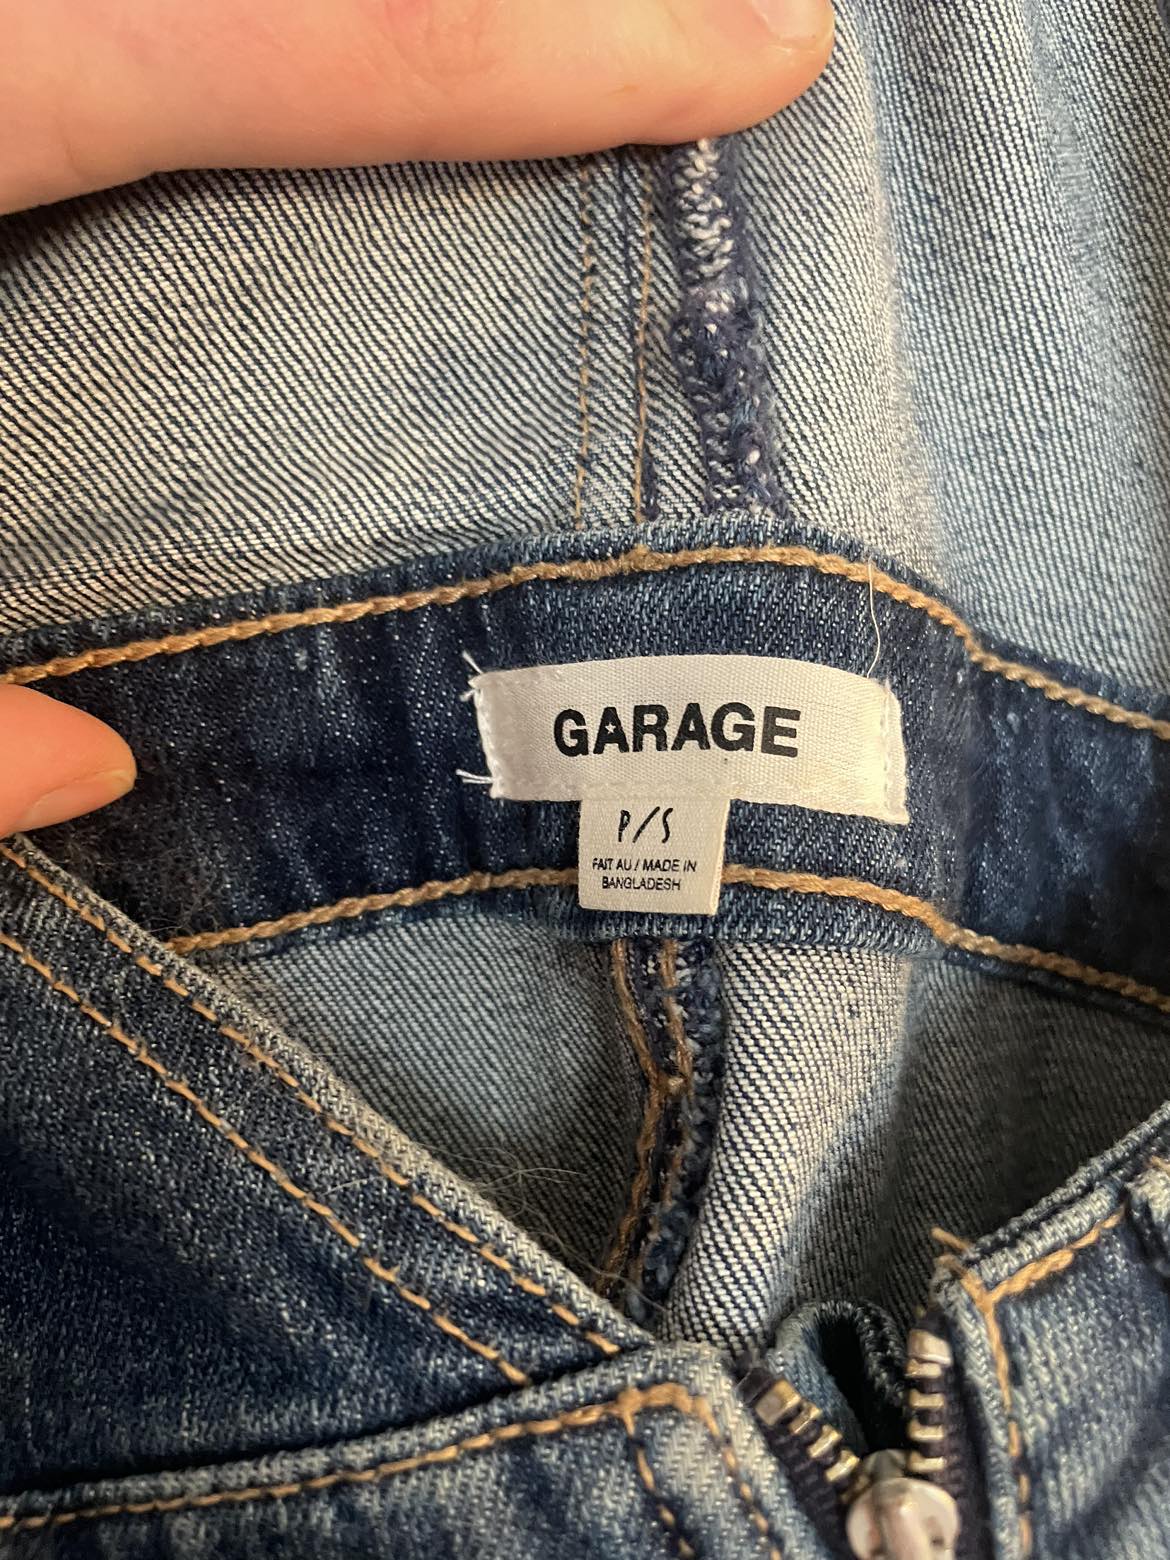 GARAGE
P/S
FAIT AU / MADE IN
BANGLADESH